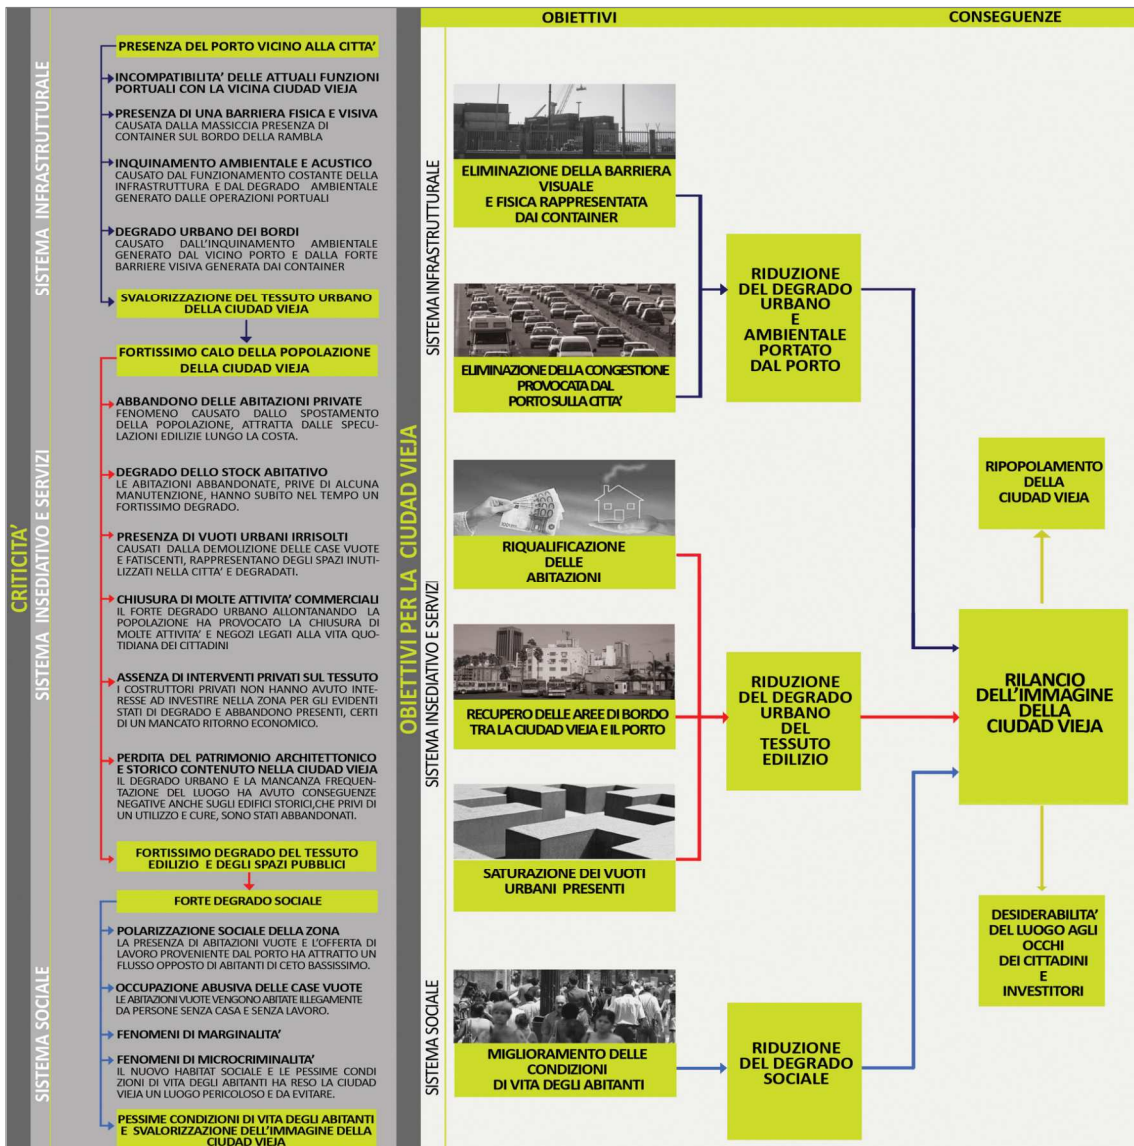 CRITICITA'
SISTEMA INFRASTRUTTURALE
PRESENZA DEL PORTO VICINO ALLA CITTA'
INCOMPATIBILITA' DELLE ATTUALI FUNZIONI
PORTUALI CON LA VICINA CIUDAD VIEJA
PRESENZA DI UNA BARRIERA FISICA E VISIVA
CAUSATA DALLA MASSICCIA PRESENZA DI
CONTAINER SUL BORDO DELLA RAMBLA
INQUINAMENTO AMBIENTALE E ACUSTICO
CAUSATO DAL FUNZIONAMENTO COSTANTE DELLA
INFRASTRUTTURA E DAL DEGRADO AMBIENTALE
GENERATO DALLE OPERAZIONI PORTUALI
DEGRADO URBANO DEI BORDI
CAUSATO DALL'INQUINAMENTO AMBIENTALE
GENERATO DAL VICINO PORTO E DALLA FORTE
BARRIERE VISIVA GENERATA DAI CONTAINER
SVALORIZZAZIONE DEL TESSUTO URBANO
DELLA CIUDAD VIEJA
SISTEMA INSEDIATIVO E SERVIZI
FORTISSIMO CALO DELLA POPOLAZIONE
DELLA CIUDAD VIEJA
ABBANDONO DELLE ABITAZIONI PRIVATE
FENOMENO CAUSATO DALLO SPOSTAMENTO
DELLA POPOLAZIONE, ATTRATTA DALLE SPECU-
LAZIONI EDILIZIE LUNGO LA COSTA.
DEGRADO DELLO STOCK ABITATIVO
LE ABITAZIONI ABBANDONATE, PRIVE DI ALCUNA
MANUTENZIONE, HANNO SUBITO NEL TEMPO UN
FORTISSIMO DEGRADO.
PRESENZA DI VUOTI URBANI IRRISOLTI
CAUSATI DALLA DEMOLIZIONE DELLE CASE VUOTE
E FATISCENTI, RAPPRESENTANO DEGLI SPAZI INUTI-
LIZZATI NELLA CITTA' E DEGRADATI.
CHIUSURA DI MOLTE ATTIVITA' COMMERCIALI
IL FORTE DEGRADO URBANO ALLONTANANDO LA
POPOLAZIONE HA PROVOCATO LA CHIUSURA DI
MOLTE ATTIVITA' E NEGOZI LEGATI ALLA VITA QUO-
TIDIANA DEI CITTADINI
ASSENZA DI INTERVENTI PRIVATI SUL TESSUTO
I COSTRUTTORI PRIVATI NON HANNO AVUTO INTE-
RESSE AD INVESTIRE NELLA ZONA PER GLI EVIDENTI
STATI DI DEGRADO E ABBANDONO PRESENTI, CERTI
DI UN MANCATO RITORNO ECONOMICO.
PERDITA DEL PATRIMONIO ARCHITETTONICO
E STORICO CONTENUTO NELLA CIUDAD VIEJA
IL DEGRADO URBANO E LA MANCANZA FREQUEN-
TAZIONE DEL LUOGO HA AVUTO CONSEGUENZE
NEGATIVE ANCHE SUGLI EDIFICI STORICI,CHE PRIVI DI
UN UTILIZZO E CURE, SONO STATI ABBANDONATI.
FORTISSIMO DEGRADO DEL TESSUTO
EDILIZIO E DEGLI SPAZI PUBBLICI
SISTEMA SOCIALE
FORTE DEGRADO SOCIALE
POLARIZZAZIONE SOCIALE DELLA ZONA
LA PRESENZA DI ABITAZIONI VUOTE E L'OFFERTA DI
LAVORO PROVENIENTE DAL PORTO HA ATTRATTO UN
FLUSSO OPPOSTO DI ABITANTI DI CETO BASSISSIMO.
OCCUPAZIONE ABUSIVA DELLE CASE VUOTE
LE ABITAZIONI VUOTE VENGONO ABITATE ILLEGAMENTE
DA PERSONE SENZA CASA E SENZA LAVORO.
FENOMENI DI MARGINALITA'
FENOMENI DI MICROCRIMINALITA'
IL NUOVO HABITAT SOCIALE E LE PESSIME CONDI
ZIONI DI VITA DEGLI ABITANTI HA RESO LA CIUDAD
VIEJA UN LUOGO PERICOLOSO E DA EVITARE.
PESSIME CONDIZIONI DI VITA DEGLI ABITANTI
E SVALORIZZAZIONE DELL'IMMAGINE DELLA
CIUDAD VIEJA
OBIETTIVI PER LA CIUDAD VIEJA
OBIETTIVI
CONSEGUENZE
SISTEMA INFRASTRUTTURALE
ELIMINAZIONE DELLA BARRIERA
VISUALE
E FISICA RAPPRESENTATA
DAI CONTAINER
ELIMINAZIONE DELLA CONGESTIONE
PROVOCATA DAL
PORTO SULLA CITTA'
RIDUZIONE
DEL DEGRADO
URBANO
E
AMBIENTALE
PORTATO
DAL PORTO
SISTEMA INSEDIATIVO E SERVIZI
RIQUALIFICAZIONE
DELLE
ABITAZIONI
RECUPERO DELLE AREE DI BORDO
TRA LA CIUDAD VIEJA E IL PORTO
SATURAZIONE DEI VUOTI
URBANI PRESENTI
RIDUZIONE
DEL DEGRADO
URBANO
DEL
TESSUTO
EDILIZIO
SISTEMA SOCIALE
MIGLIORAMENTO DELLE
CONDIZIONI
DI VITA DEGLI ABITANTI
RIDUZIONE
DEL DEGRADO
SOCIALE
RIPOPOLAMENTO
DELLA
CIUDAD VIEJA
RILANCIO
DELL'IMMAGINE
DELLA
CIUDAD VIEJA
DESIDERABILITA'
DEL LUOGO AGLI
OCCHI
DEI CITTADINI
E
INVESTITORI